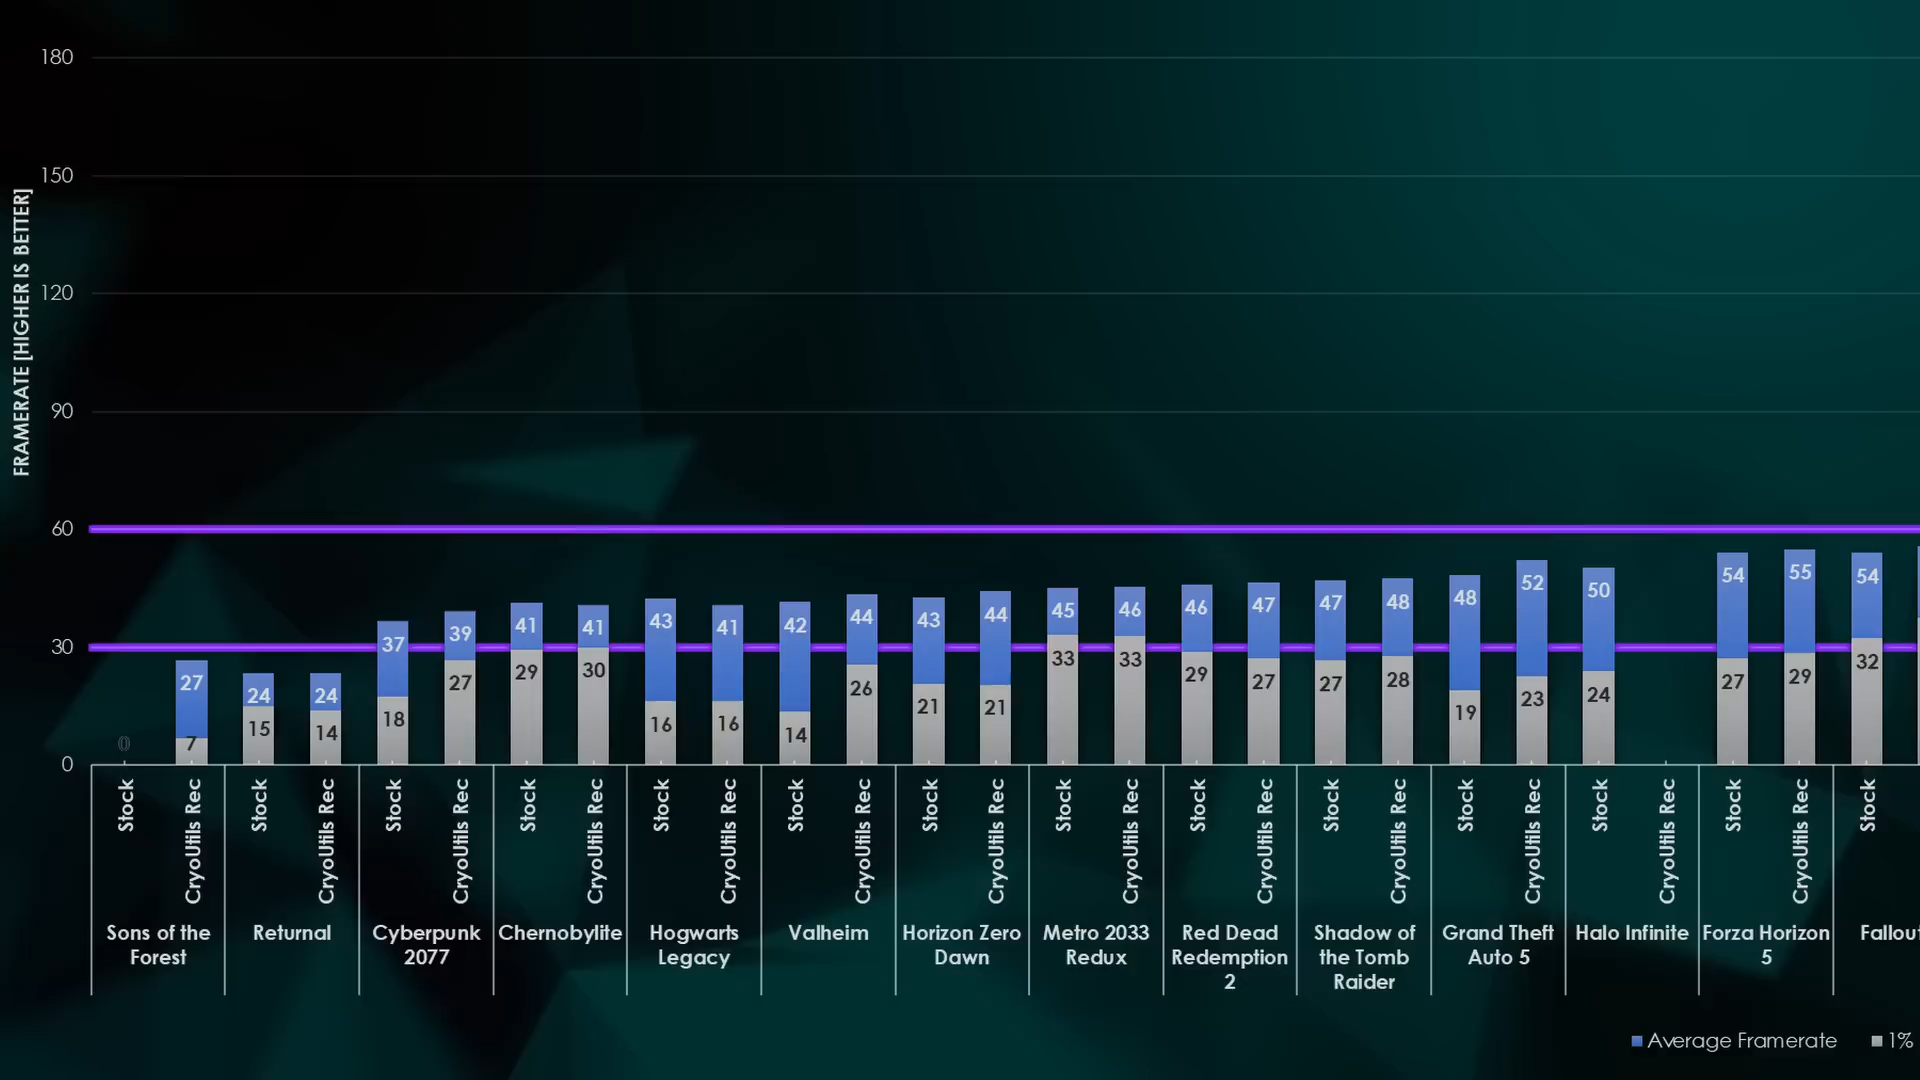 FRAMERATE [HIGHER IS BETTER]
180
150
120
90
60
30
0
0
27
7
24
15
24
14
37
18
39
27
41
29
41
30
43
16
41
16
42
14
44
26
43
21
44
21
45
33
46
33
46
29
47
27
47
27
48
28
48
19
52
23
50
24
54
27
55
29
54
32
Stock
CryoUtils Rec
Stock
CryoUtils Rec
Stock
CryoUtils Rec
Stock
CryoUtils Rec
Stock
CryoUtils Rec
Stock
CryoUtils Rec
Stock
CryoUtils Rec
Stock
CryoUtils Rec
Stock
CryoUtils Rec
Stock
CryoUtils Rec
Stock
CryoUtils Rec
Stock
CryoUtils Rec
Stock
CryoUtils Rec
Stock
Sons of the
Forest
Returnal
Cyberpunk
2077
Chernobylite
Hogwarts
Legacy
Valheim
Horizon Zero
Dawn
Metro 2033
Redux
Red Dead
Redemption
2
Shadow of
the Tomb
Raider
Grand Theft
Auto 5
Halo Infinite
Forza Horizon
5
Fallout
Average Framerate
1%